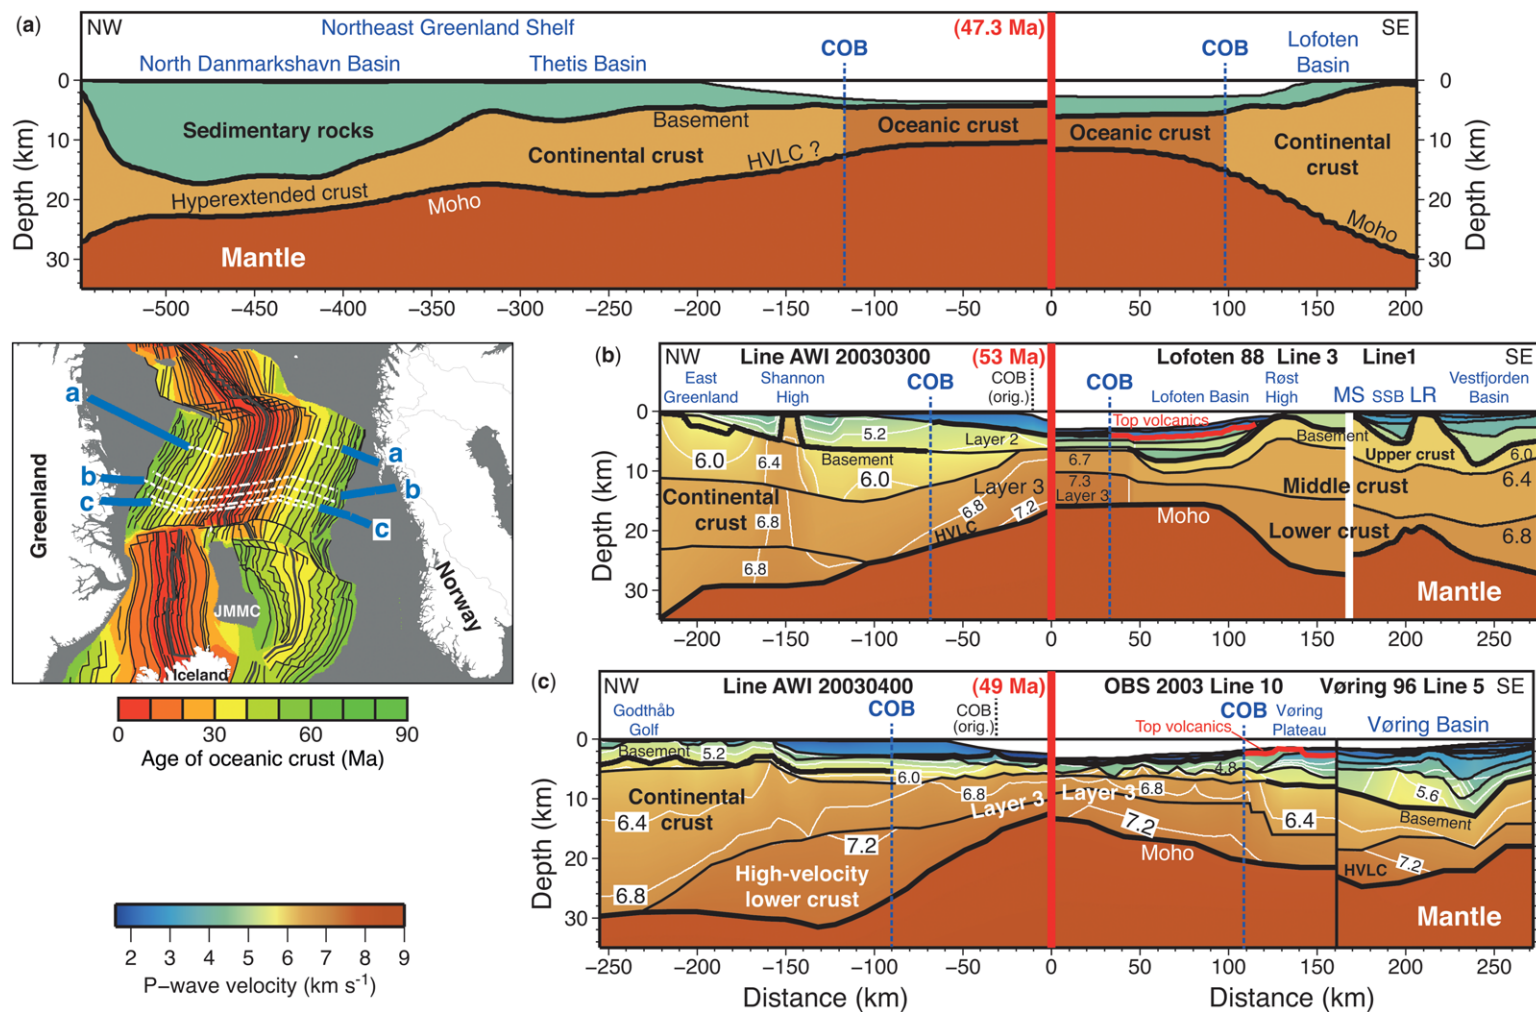 (a) NW Northeast Greenland Shelf (47.3 Ma) Lofoten SE
COB COB Basin
North Danmarkshavn Basin Thetis Basin
0 0
Sedimentary rocks Basement Oceanic crust Oceanic crust Continental
10 Continental crust HVLC ? crust 10
Hyperextended crust
20 Moho Moho 20
30 Mantle 30
Depth (km) Depth (km)
−500 −450 −400 −350 −300 −250 −200 −150 −100 −50 0 50 100 150 200
a
b
c
a
b
c
Greenland
Norway
JMMC
Iceland
0 30 60 90
Age of oceanic crust (Ma)
2 3 4 5 6 7 8 9
P−wave velocity (km s-1)
(b) NW Line AWI 20030300 (53 Ma) Lofoten 88 Line 3 Line1 SE
East Shannon COB COB Røst Vestfjorden
Greenland High COB (orig.) Lofoten Basin High MS SSB LR Basin
0 Top volcanics
5.2 Layer 2 Basement
6.0 6.4 Basement 6.7 Upper crust 6.0
10 6.0 7.3 Middle crust 6.4
Continental Layer 3 Layer 3
crust 6.8 6.8 7.2 Moho Lower crust 6.8
20 HVLC
6.8 Mantle
30
Depth (km)
−200 −150 −100 −50 0 50 100 150 200 250
(c) NW Line AWI 20030400 (49 Ma) OBS 2003 Line 10 Vøring 96 Line 5 SE
Godthåb COB COB COB Vøring
Golf (orig.) Top volcanics Plateau Vøring Basin
0 Basement 5.2
6.0 4.8
Continental 6.8 Layer 3 Layer 3 6.8 5.6
10 crust
6.4 7.2 7.2 6.4 Basement
20 High-velocity Moho HVLC 7.2
6.8 lower crust
30 Mantle
Depth (km)
−250 −200 −150 −100 −50 0 50 100 150 200 250
Distance (km) Distance (km)